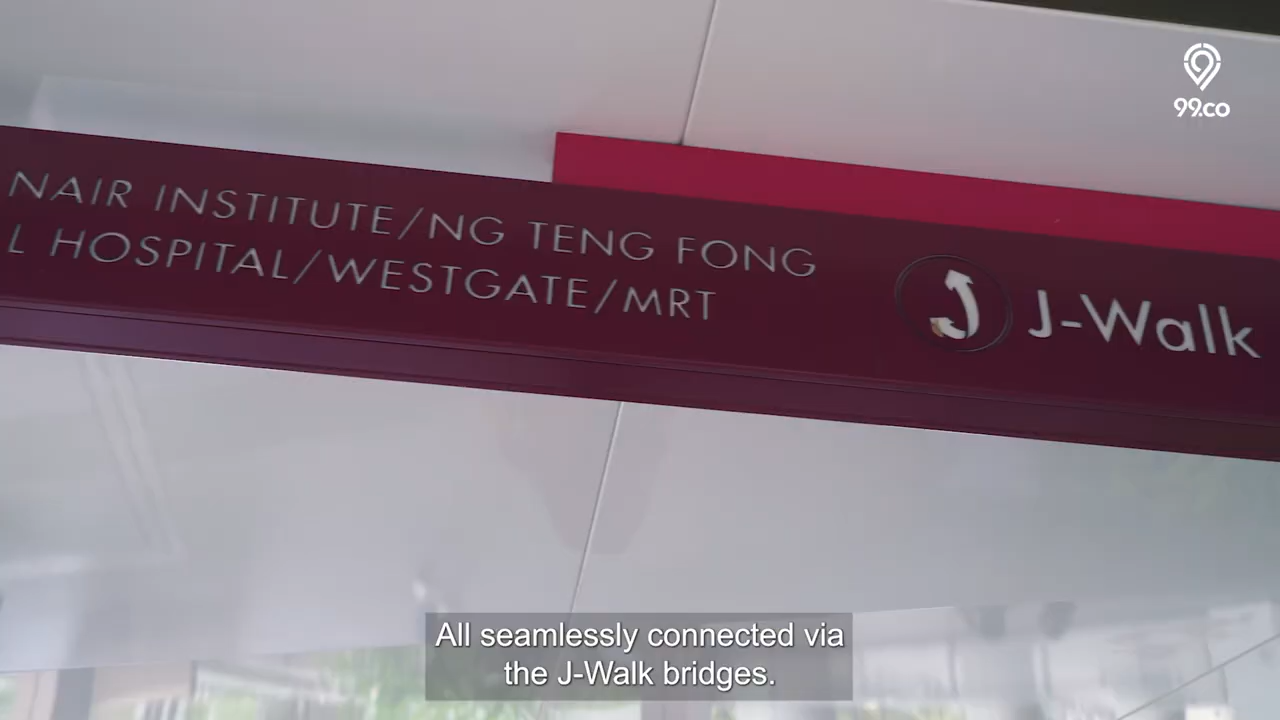 99.co
NAIR INSTITUTE/NG TENG FONG
L HOSPITAL/WESTGATE/MRT
J-Walk
All seamlessly connected via
the J-Walk bridges.